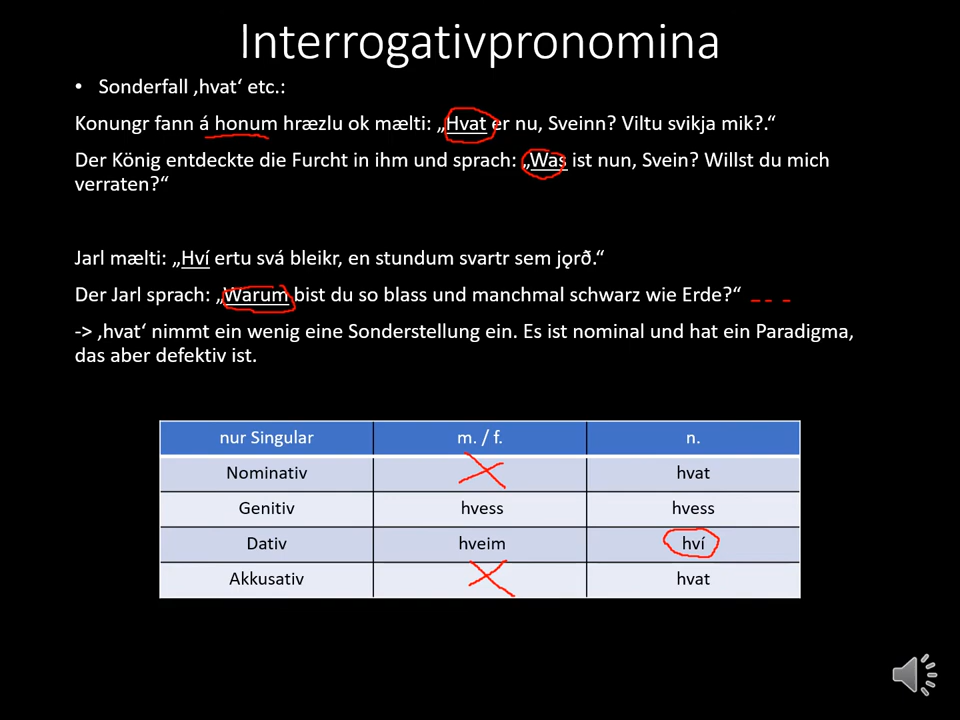 Interrogativpronomina
• Sonderfall ‚hvat‘ etc.:
Konungr fann á honum hræzlu ok mælti: „Hvat er nu, Sveinn? Viltu svikja mik?.“
Der König entdeckte die Furcht in ihm und sprach: „Was ist nun, Svein? Willst du mich
verraten?“
Jarl mælti: „Hví ertu svá bleikr, en stundum svartr sem jǫrð.“
Der Jarl sprach: „Warum bist du so blass und manchmal schwarz wie Erde?“
-> ‚hvat‘ nimmt ein wenig eine Sonderstellung ein. Es ist nominal und hat ein Paradigma,
das aber defektiv ist.
nur Singular m. / f. n.
Nominativ hvat
Genitiv hvess hvess
Dativ hveim hví
Akkusativ hvat